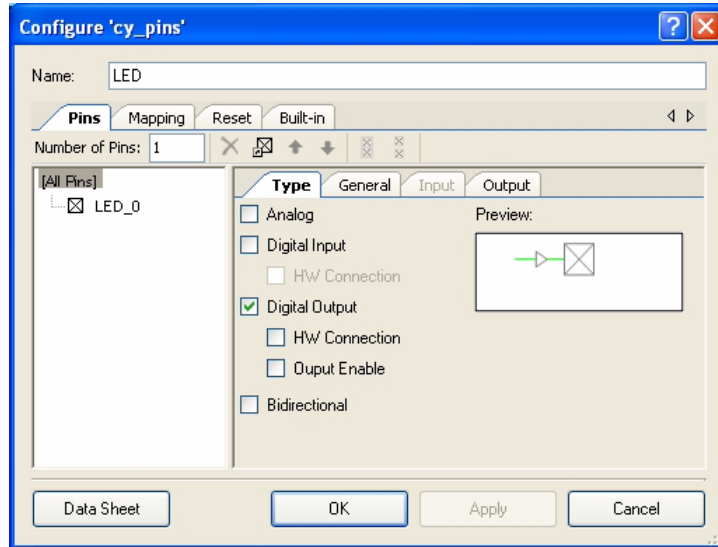 Configure 'cy_pins'
Name: LED
Pins Mapping Reset Built-in
Number of Pins: 1
[All Pins]
LED_0
Type General Input Output
Analog
Preview:
Digital Input
HW Connection
Digital Output
HW Connection
Ouput Enable
Bidirectional
Data Sheet OK Apply Cancel